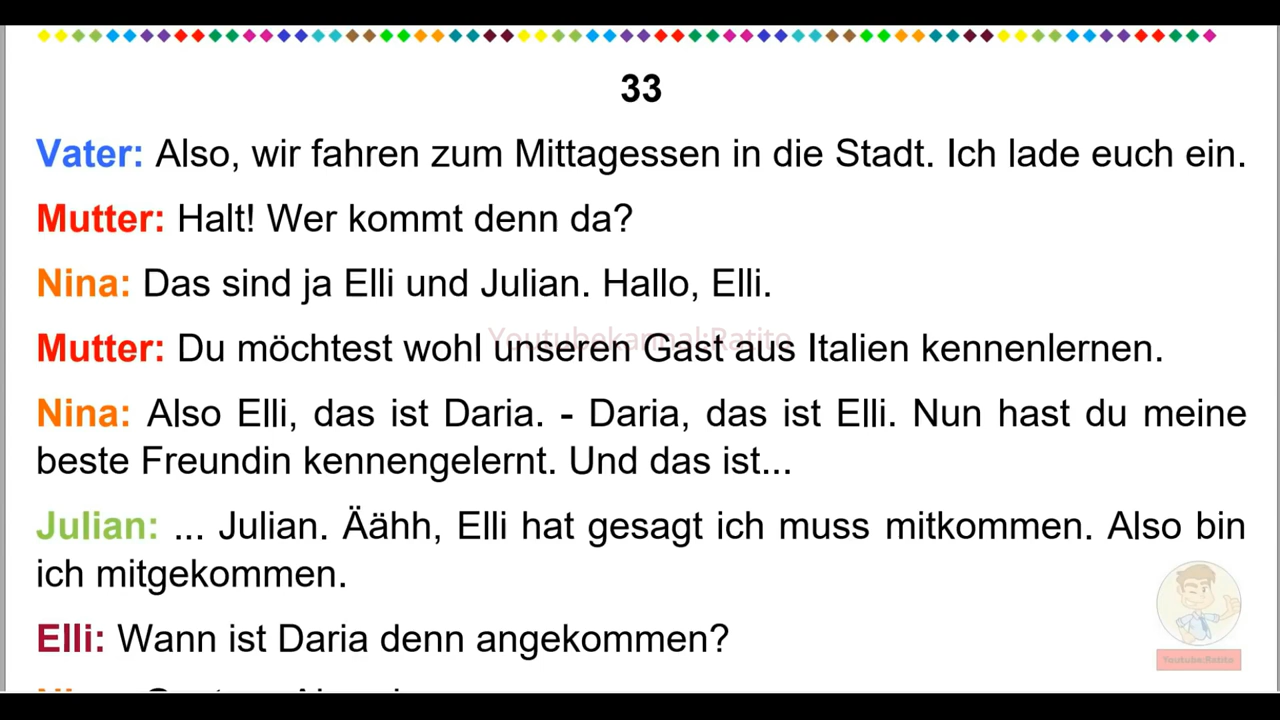 33
Vater: Also, wir fahren zum Mittagessen in die Stadt. Ich lade euch ein.
Mutter: Halt! Wer kommt denn da?
Nina: Das sind ja Elli und Julian. Hallo, Elli.
Youtubekannal:Ratito
Mutter: Du möchtest wohl unseren Gast aus Italien kennenlernen.
Nina: Also Elli, das ist Daria. - Daria, das ist Elli. Nun hast du meine
beste Freundin kennengelernt. Und das ist...
Julian: ... Julian. Äähh, Elli hat gesagt ich muss mitkommen. Also bin
ich mitgekommen.
Elli: Wann ist Daria denn angekommen?
Youtube:Ratito